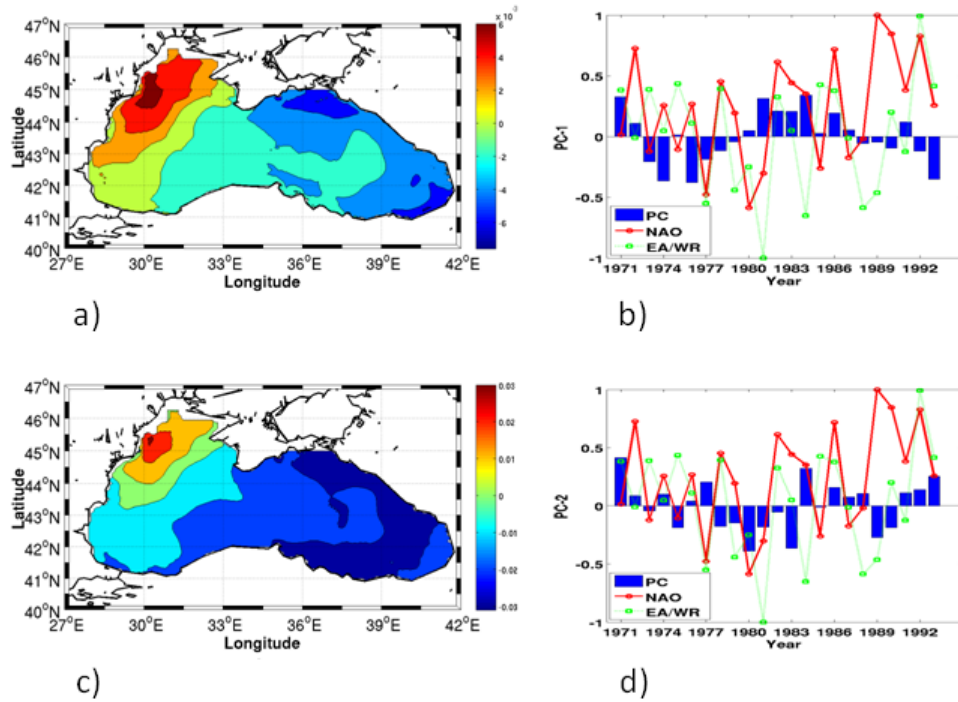 47°N
46°N
45°N
44°N
43°N
42°N
41°N
40°N
27°E 30°E 33°E 36°E 39°E 42°E
Latitude
Longitude
6
4
2
0
-2
-4
-6
a)
1
0.5
0
-0.5
-1
PC-1
PC
NAO
EA/WR
1971 1974 1977 1980 1983 1986 1989 1992
Year
b)
47°N
46°N
45°N
44°N
43°N
42°N
41°N
40°N
27°E 30°E 33°E 36°E 39°E 42°E
Latitude
Longitude
0.03
0.02
0.01
0
-0.01
-0.02
-0.03
c)
1
0.5
0
-0.5
-1
PC-2
PC
NAO
EA/WR
1971 1974 1977 1980 1983 1986 1989 1992
Year
d)